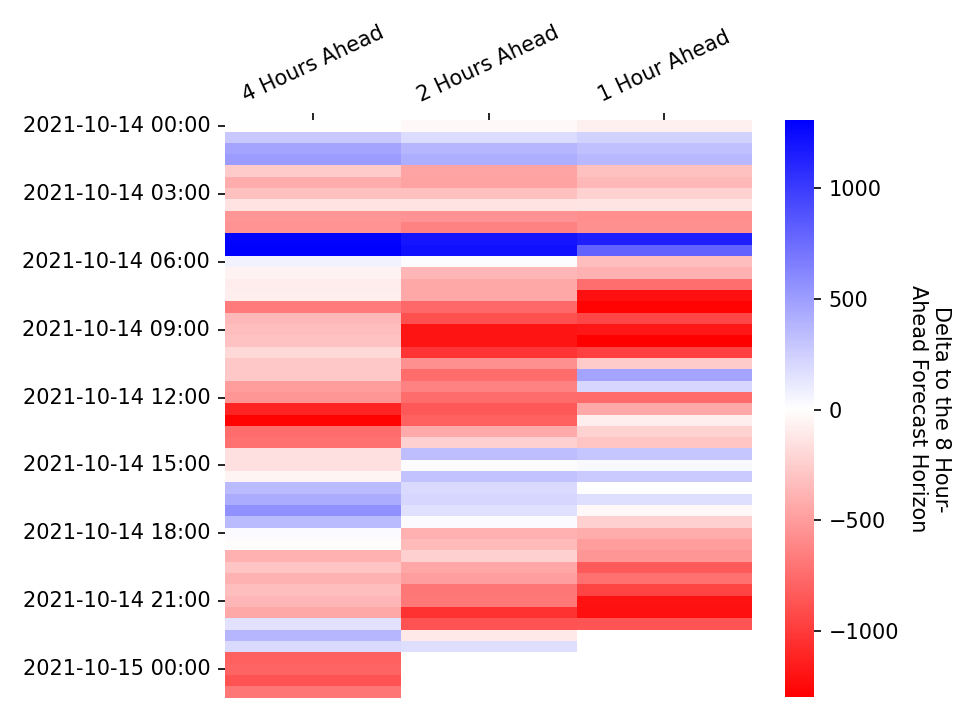 4 Hours Ahead
2 Hours Ahead
1 Hour Ahead
2021-10-14 00:00
2021-10-14 03:00
2021-10-14 06:00
2021-10-14 09:00
2021-10-14 12:00
2021-10-14 15:00
2021-10-14 18:00
2021-10-14 21:00
2021-10-15 00:00
1000
500
0
−500
−1000
Delta to the 8 Hour-
Ahead Forecast Horizon